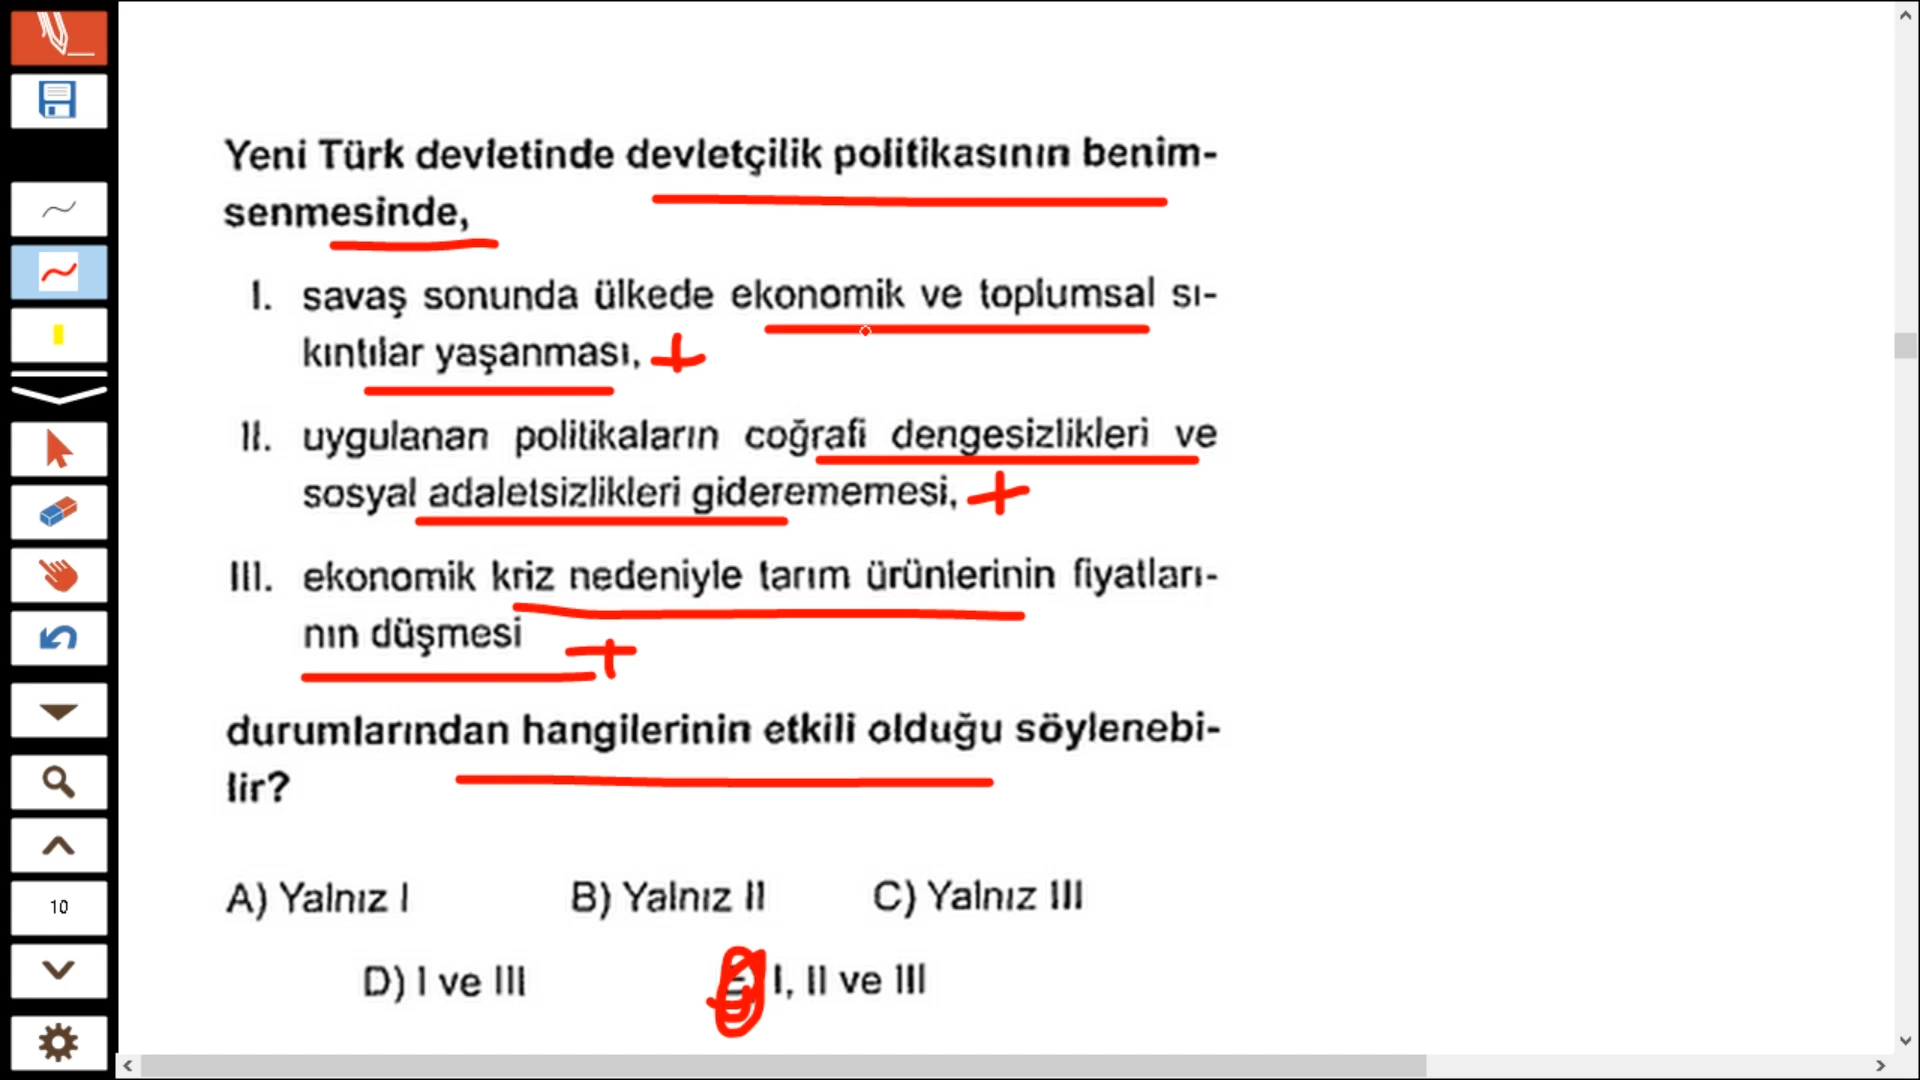 Yeni Türk devletinde devletçilik politikasının benim-
senmesinde,
I. savaş sonunda ülkede ekonomik ve toplumsal sı-
kıntılar yaşanması,
II. uygulanan politikaların coğrafi dengesizlikleri ve
sosyal adaletsizlikleri giderememesi,
III. ekonomik kriz nedeniyle tarım ürünlerinin fiyatları-
nın düşmesi
durumlarından hangilerinin etkili olduğu söylenebi-
lir?
A) Yalnız I B) Yalnız II C) Yalnız III
D) I ve III E) I, II ve III
10